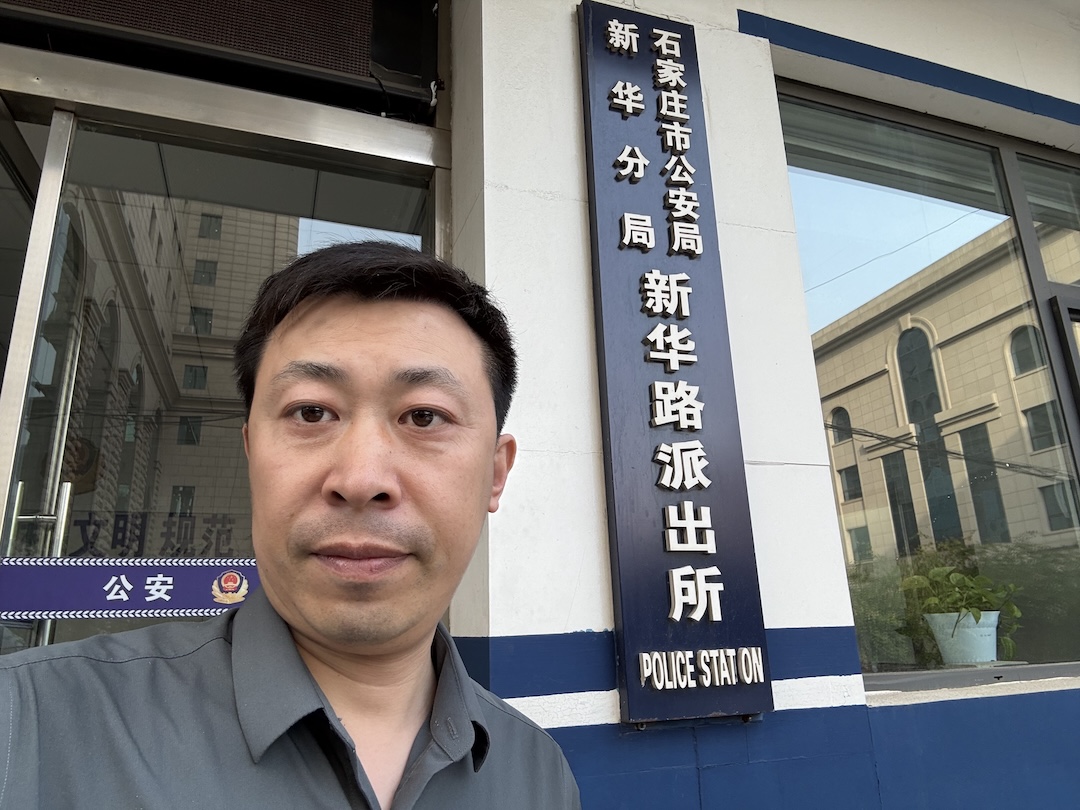 石家庄市公安局
新华分局
新华路派出所
POLICE STAT ON
文明 规范
公安